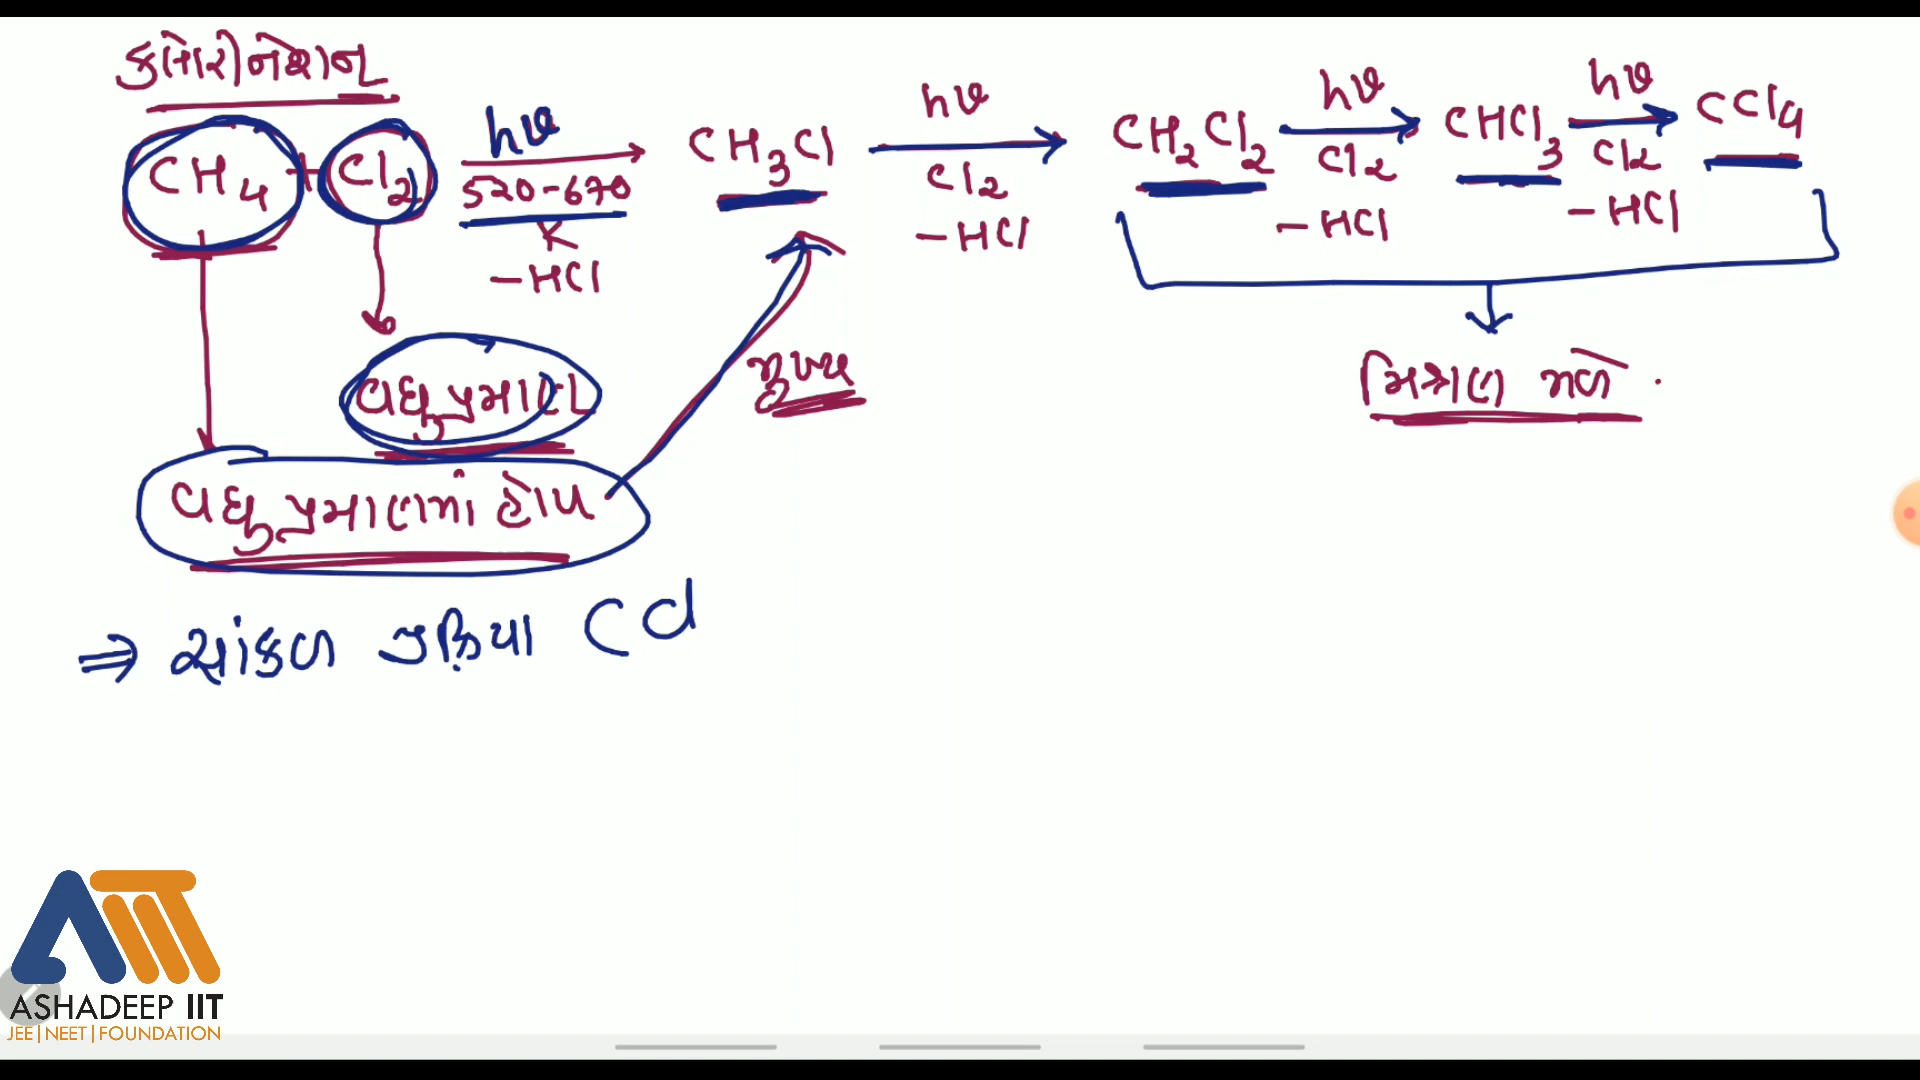 ક્લોરીનેશન
CH4 + Cl2 hν 520-670 K -HCl CH3Cl hν Cl2 -HCl CH2Cl2 hν Cl2 -HCl CHCl3 hν Cl2 -HCl CCl4
વધુ પ્રમાણ
મુખ્ય
મિશ્રણ મળે.
વધુ પ્રમાણમાં હોય
⇒ સાંકળ પ્રક્રિયા
ASHADEEP IIT
JEE|NEET|FOUNDATION